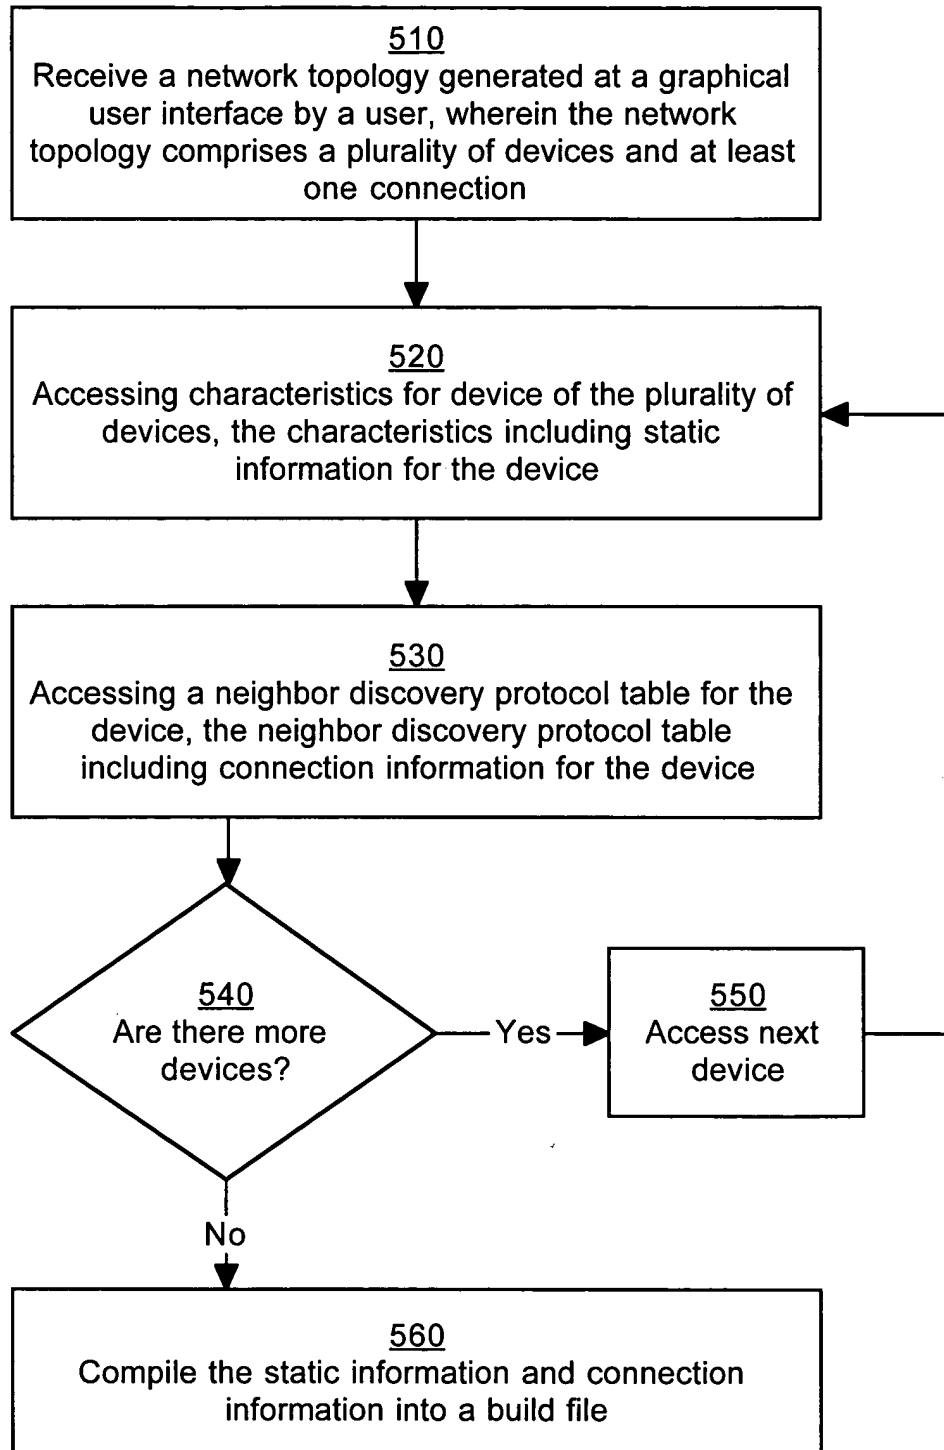 510
Receive a network topology generated at a graphical
user interface by a user, wherein the network
topology comprises a plurality of devices and at least
one connection
520
Accessing characteristics for device of the plurality of
devices, the characteristics including static
information for the device
530
Accessing a neighbor discovery protocol table for the
device, the neighbor discovery protocol table
including connection information for the device
540
Are there more
devices?
Yes
550
Access next
device
No
560
Compile the static information and connection
information into a build file